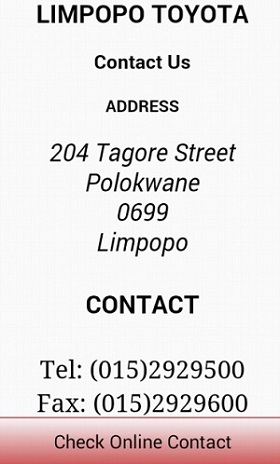 LIMPOPO TOYOTA
Contact Us
ADDRESS
204 Tagore Street
Polokwane
0699
Limpopo
CONTACT
Tel: (015)2929500
Fax: (015)2929600
Check Online Contact